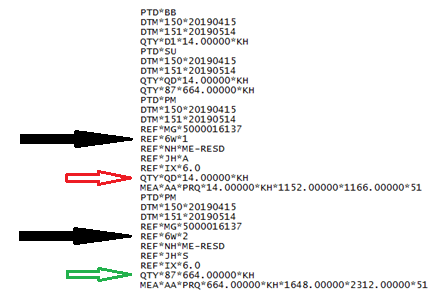 PTD*BB
DTM*150*20190415
DTM*151*20190514
QTY*D1*14.00000*KH
PTD*SU
DTM*150*20190415
DTM*151*20190514
QTY*QD*14.00000*KH
QTY*87*664.00000*KH
PTD*PM
DTM*150*20190415
DTM*151*20190514
REF*MG*5000016137
REF*6W*1
REF*NH*ME-RESD
REF*JH*A
REF*IX*6.0
QTY*QD*14.00000*KH
MEA*AA*PRQ*14.00000*KH*1152.00000*1166.00000*51
PTD*PM
DTM*150*20190415
DTM*151*20190514
REF*MG*5000016137
REF*6W*2
REF*NH*ME-RESD
REF*JH*S
REF*IX*6.0
QTY*87*664.00000*KH
MEA*AA*PRQ*664.00000*KH*1648.00000*2312.00000*51